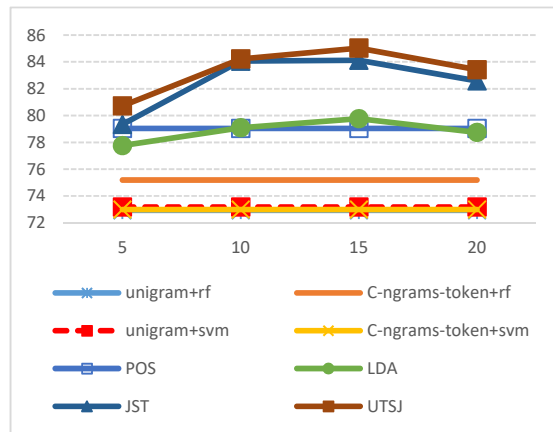 86
84
82
80
78
76
74
72
5 10 15 20
unigram+rf C-ngrams-token+rf
unigram+svm C-ngrams-token+svm
POS LDA
JST UTSJ